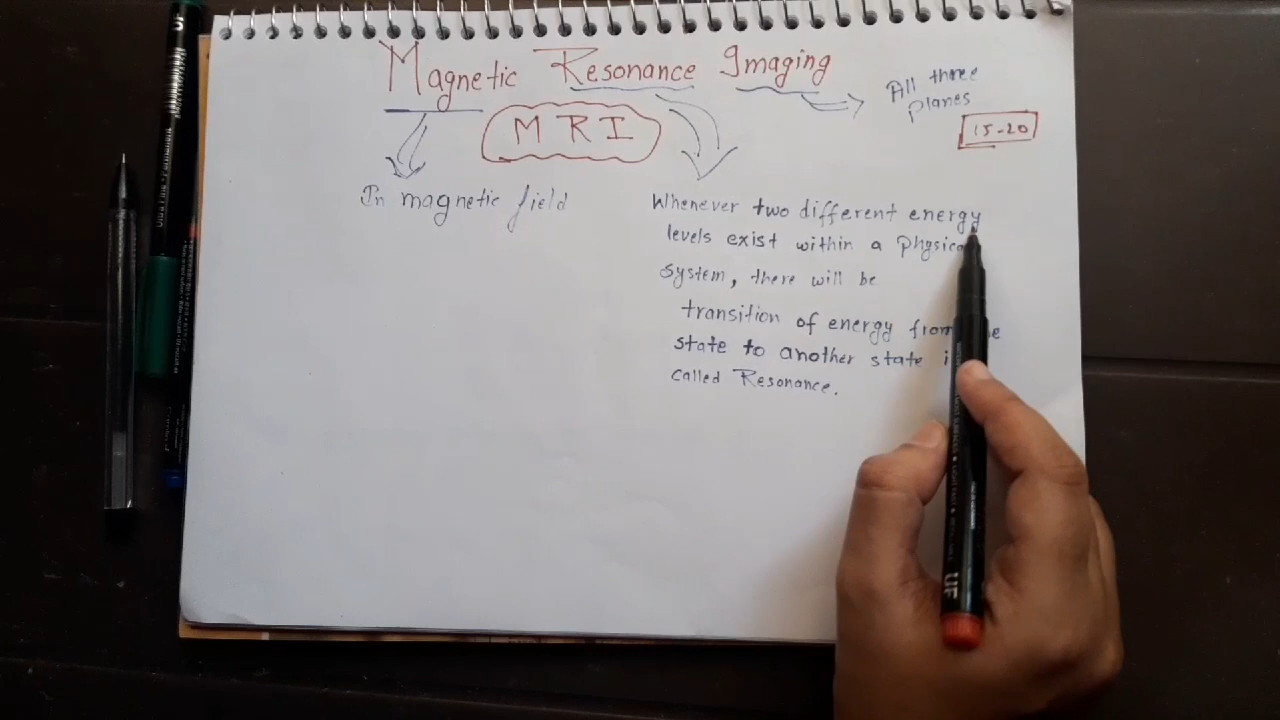 Magnetic Resonance Imaging
All three
planes
MRI
15-20
In magnetic field
Whenever two different energy
levels exist within a
system, there will be
transition of energy
state to another state
called Resonance.
UF